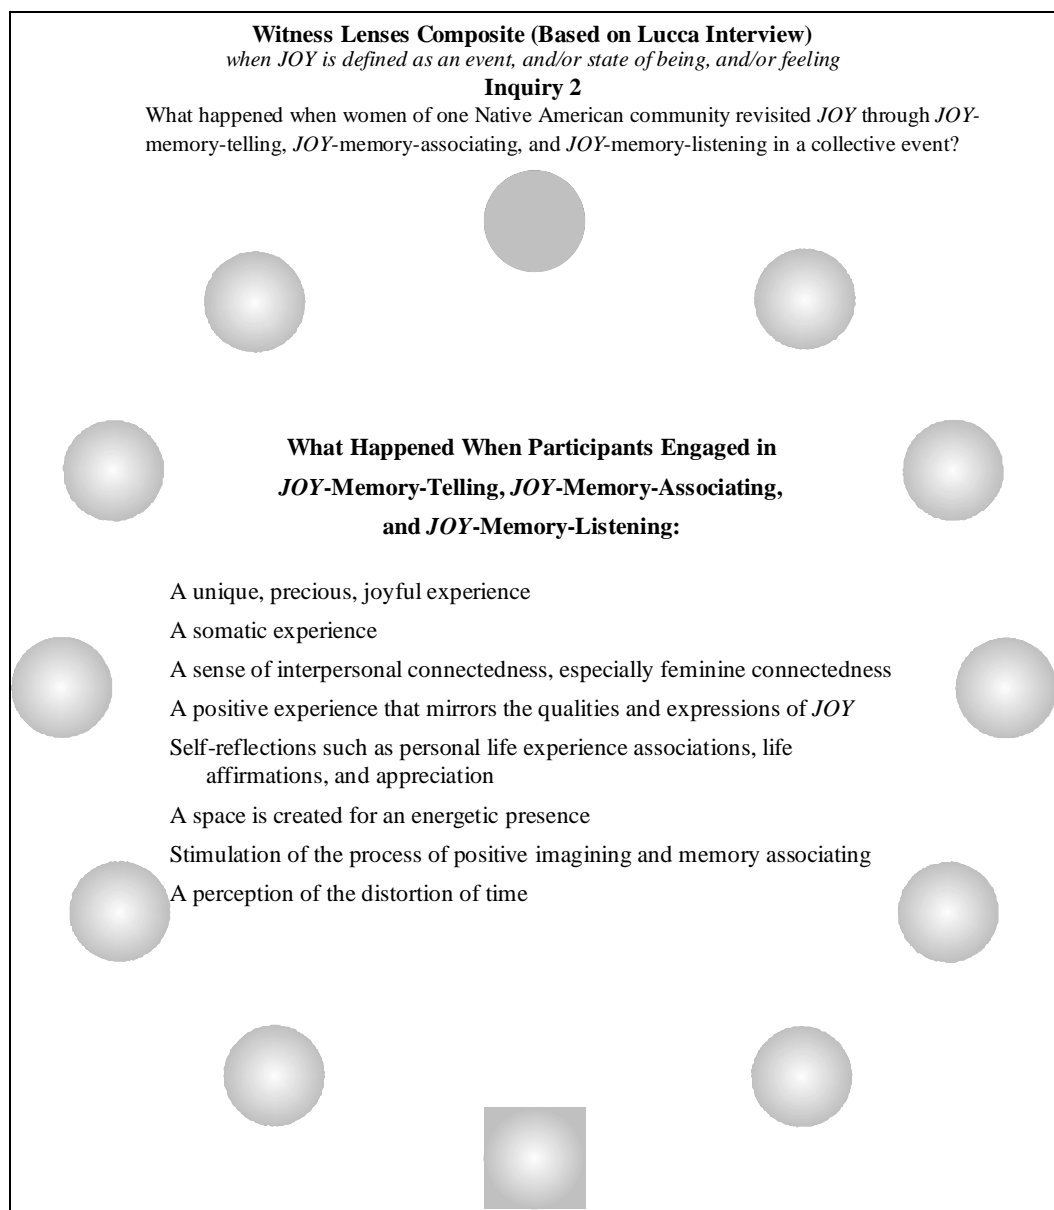 Witness Lenses Composite (Based on Lucca Interview)
when JOY is defined as an event, and/or state of being, and/or feeling
Inquiry 2
What happened when women of one Native American community revisited JOY through JOY-
memory-telling, JOY-memory-associating, and JOY-memory-listening in a collective event?
What Happened When Participants Engaged in
JOY-Memory-Telling, JOY-Memory-Associating,
and JOY-Memory-Listening:
A unique, precious, joyful experience
A somatic experience
A sense of interpersonal connectedness, especially feminine connectedness
A positive experience that mirrors the qualities and expressions of JOY
Self-reflections such as personal life experience associations, life
affirmations, and appreciation
A space is created for an energetic presence
Stimulation of the process of positive imagining and memory associating
A perception of the distortion of time